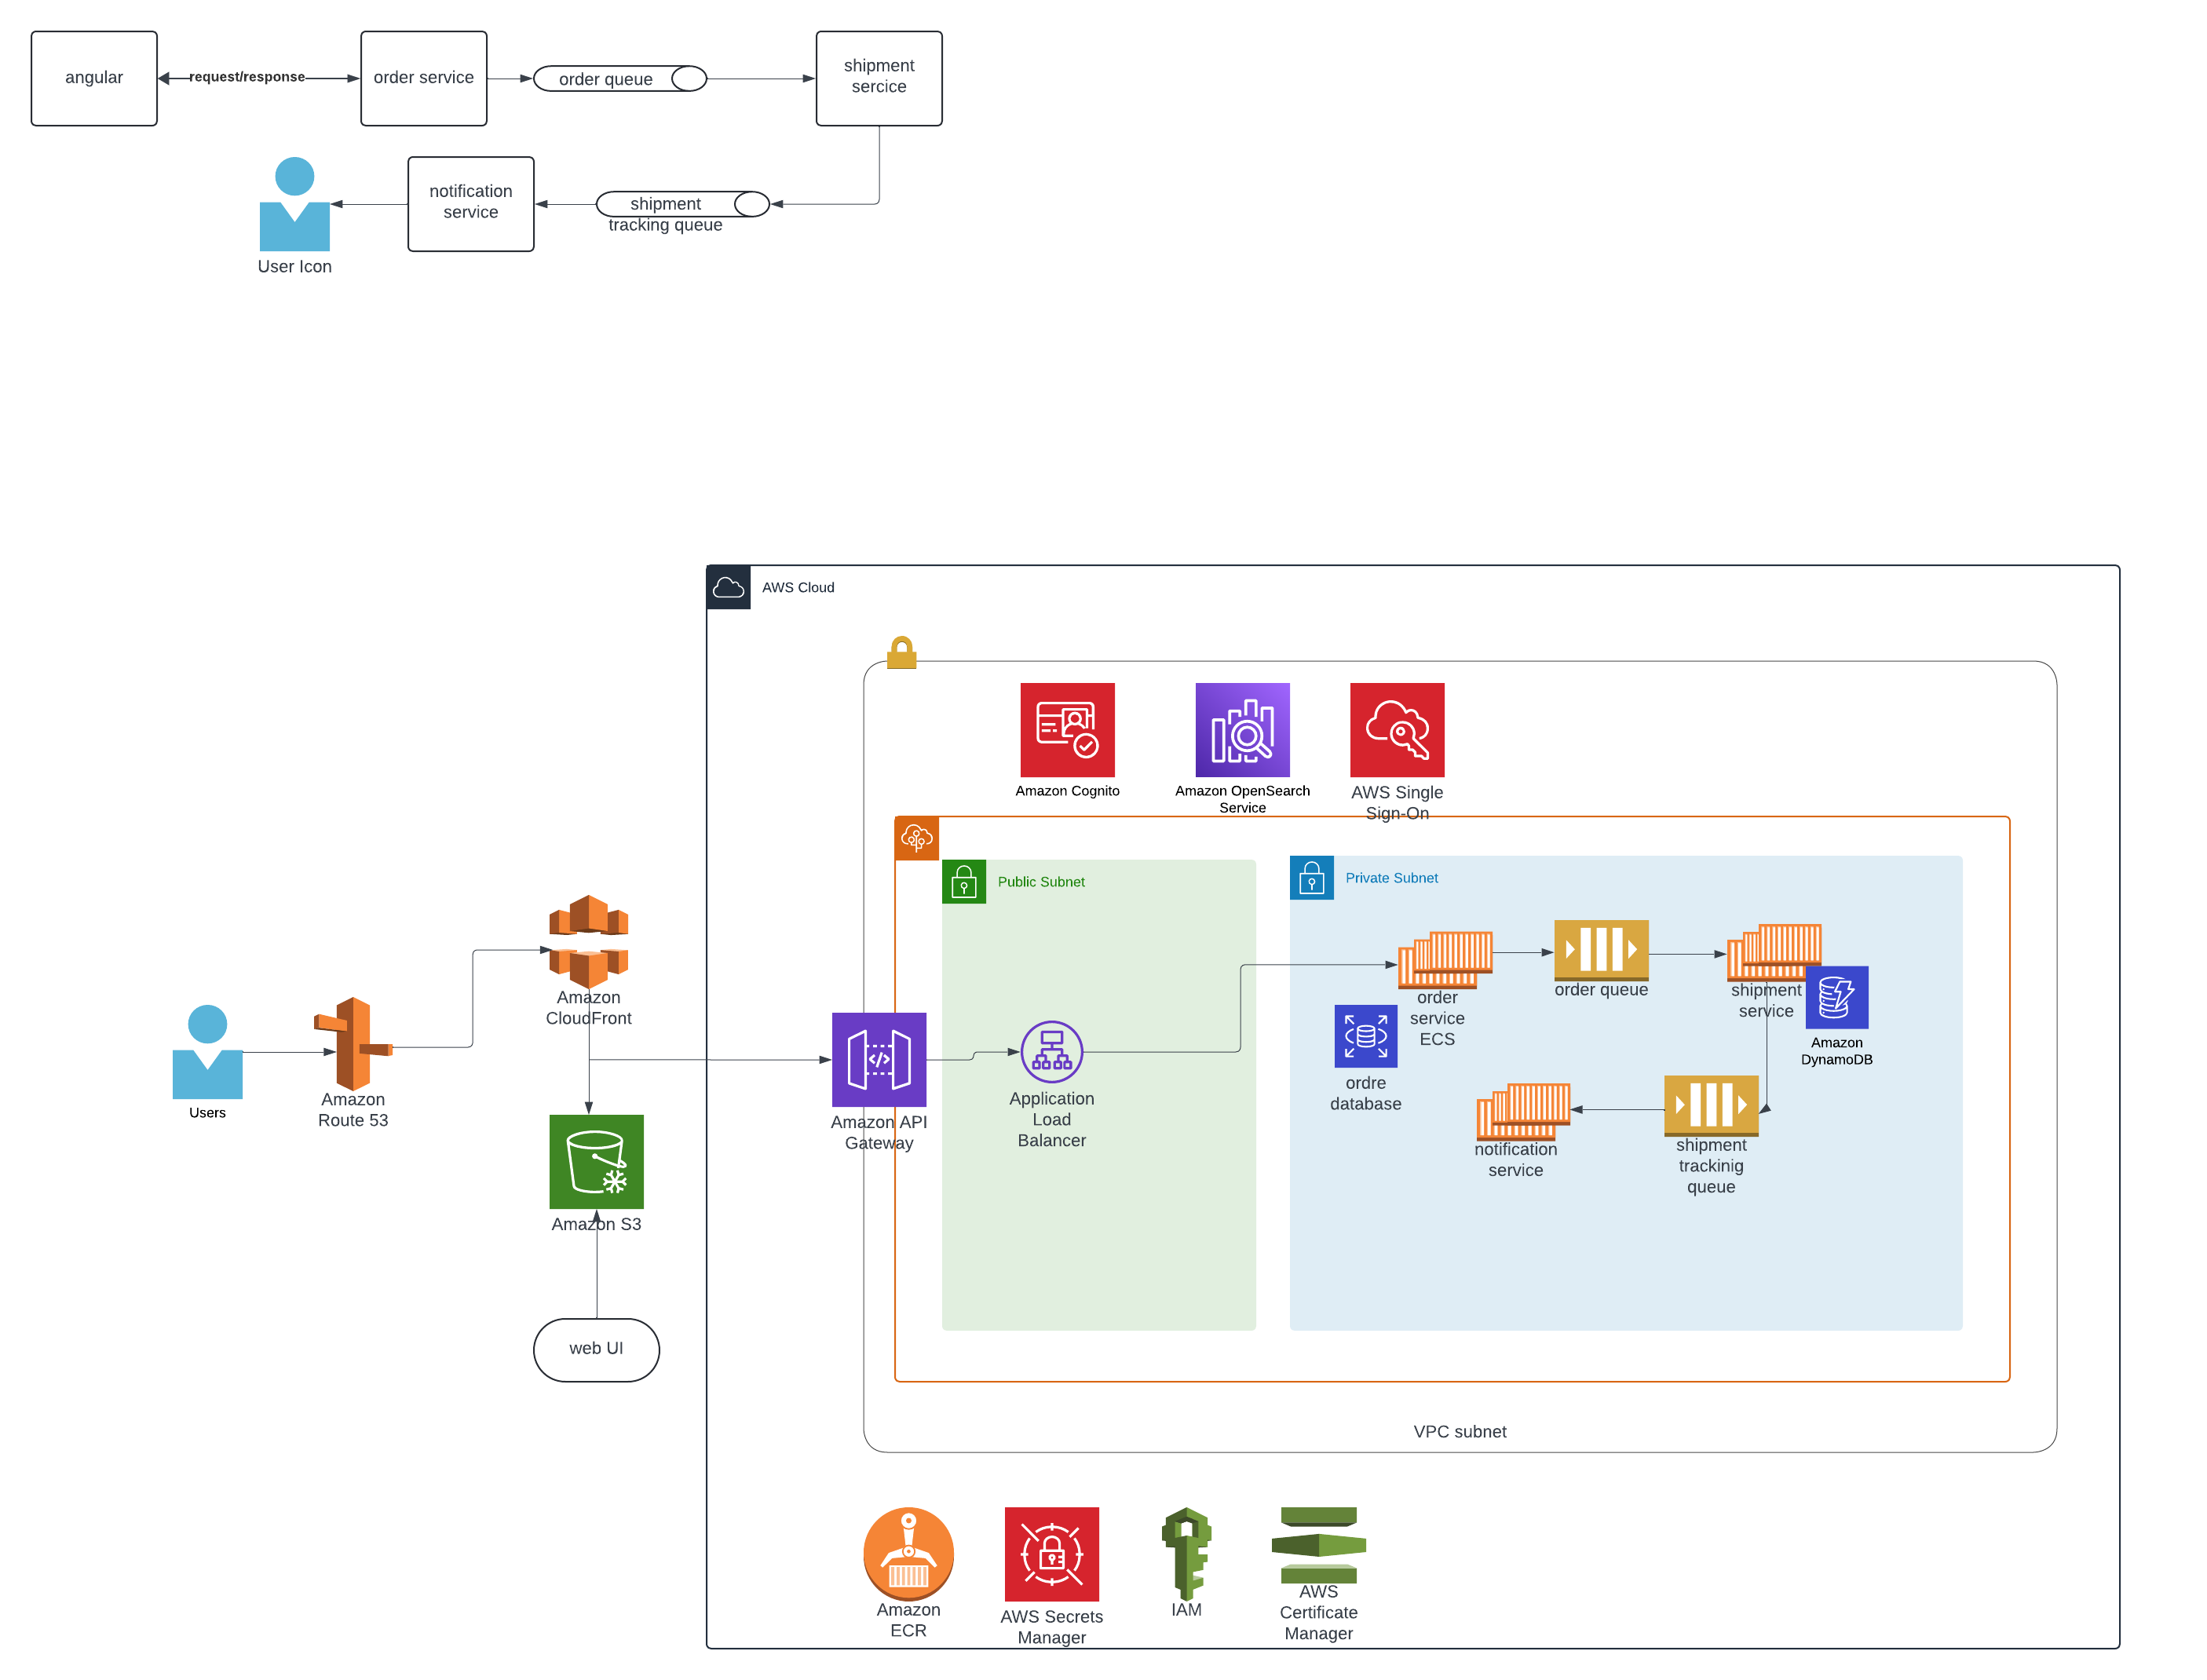 angular
request/response
order service
order queue
shipment
sercice
notification
service
shipment
tracking queue
User Icon
AWS Cloud
Amazon Cognito
Amazon OpenSearch
Service
AWS Single
Sign-On
Public Subnet
Private Subnet
order
service
ECS
order queue
shipment
service
Amazon
DynamoDB
ordre
database
notification
service
shipment
trackinig
queue
Amazon
CloudFront
Users
Amazon
Route 53
Amazon API
Gateway
Application
Load
Balancer
Amazon S3
web UI
VPC subnet
Amazon
ECR
AWS Secrets
Manager
IAM
AWS
Certificate
Manager